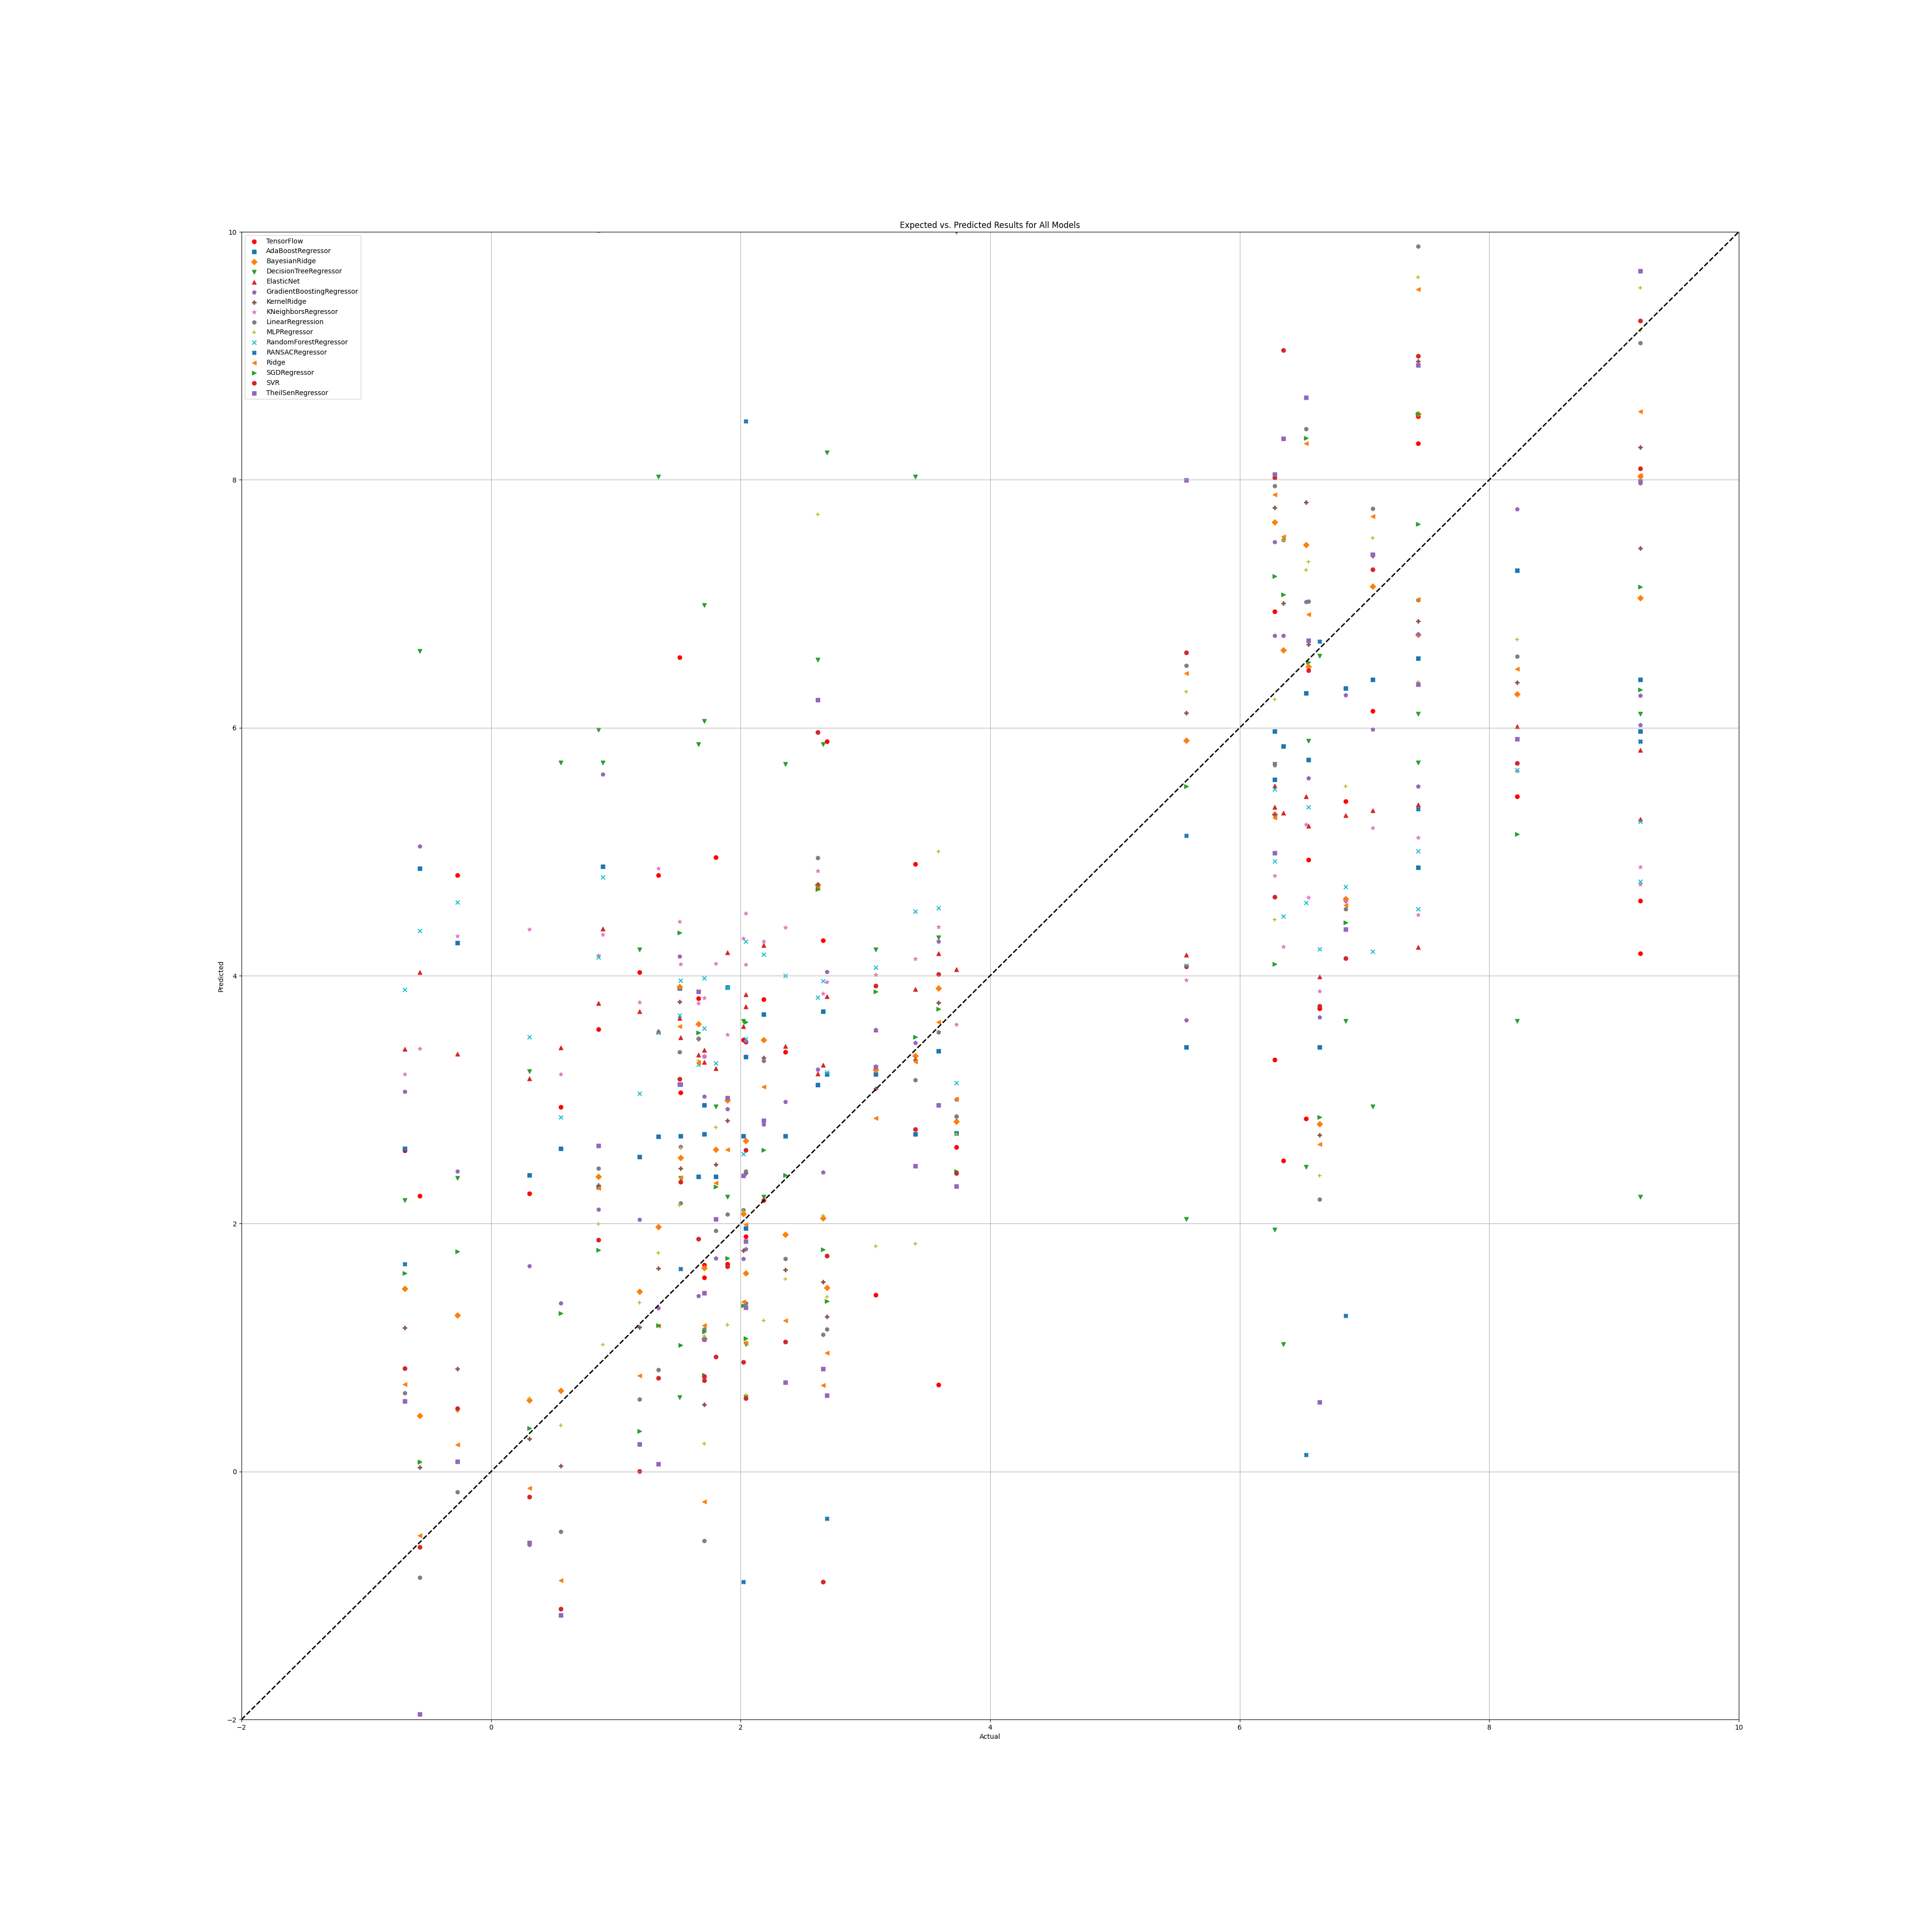 Expected vs. Predicted Results for All Models
10
TensorFlow
AdaBoostRegressor
BayesianRidge
DecisionTreeRegressor
ElasticNet
GradientBoostingRegressor
KernelRidge
KNeighborsRegressor
LinearRegression
MLPRegressor
RandomForestRegressor
RANSACRegressor
Ridge
SGDRegressor
SVR
TheilSenRegressor
8
6
4
Predicted
2
0
−2
−2 0 2 4 6 8 10
Actual